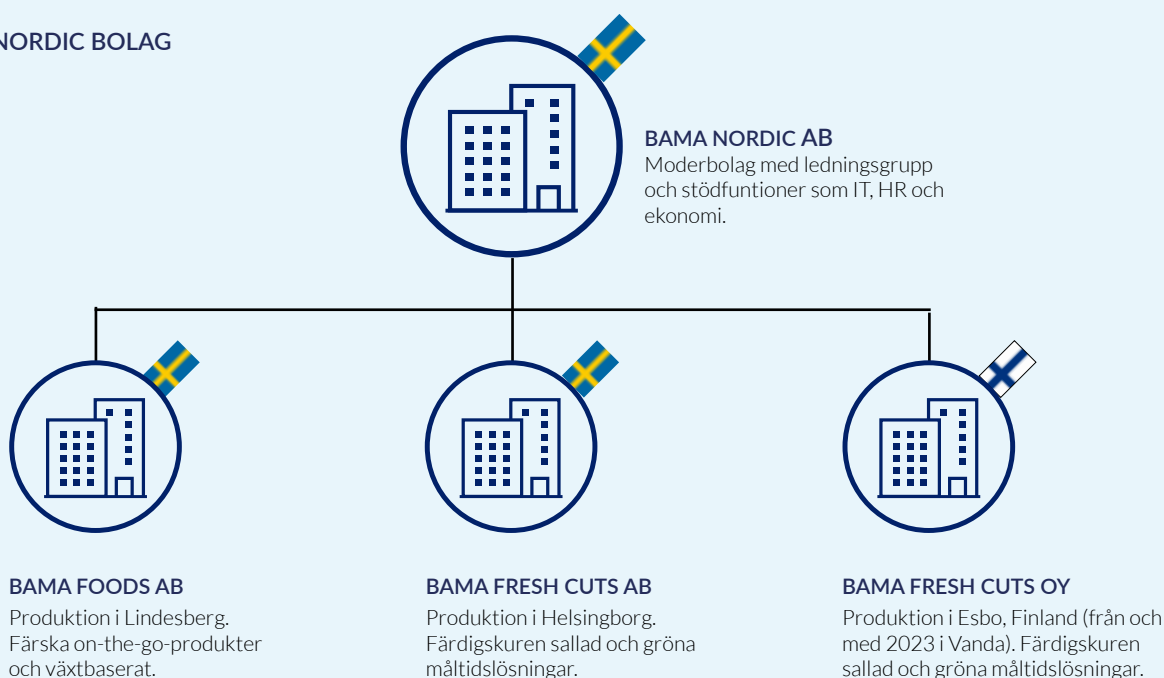 NORDIC BOLAG
BAMA NORDIC AB
Moderbolag med ledningsgrupp
och stödfuntioner som IT, HR och
ekonomi.
BAMA FOODS AB
Produktion i Lindesberg.
Färska on-the-go-produkter
och växtbaserat.
BAMA FRESH CUTS AB
Produktion i Helsingborg.
Färdigskuren sallad och gröna
måltidslösningar.
BAMA FRESH CUTS OY
Produktion i Esbo, Finland (från och
med 2023 i Vanda). Färdigskuren
sallad och gröna måltidslösningar.